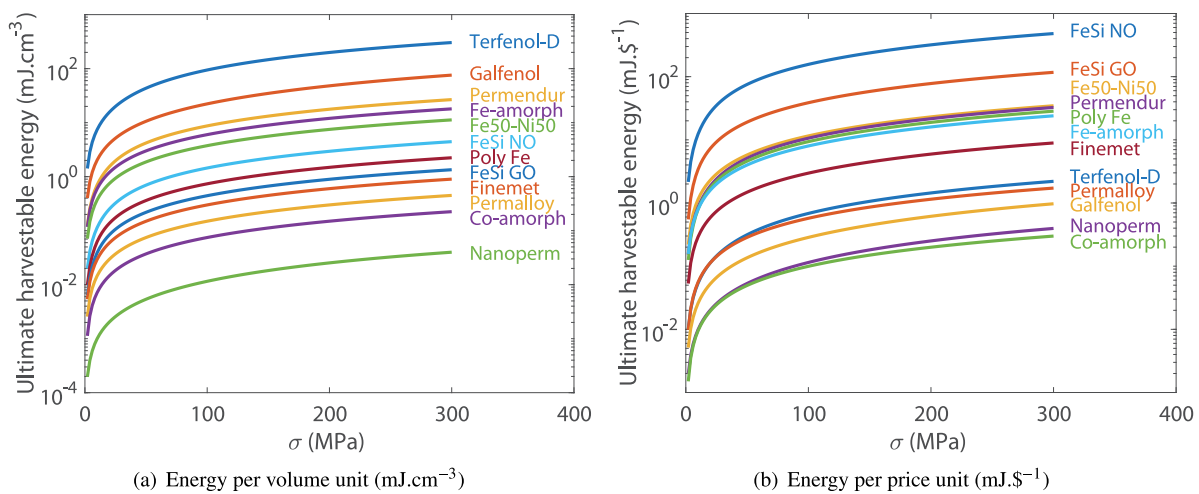 Ultimate harvestable energy (mJ.cm⁻³)
10²
10⁰
10⁻²
10⁻⁴
Terfenol-D
Galfenol
Permendur
Fe-amorph
Fe50-Ni50
FeSi NO
Poly Fe
FeSi GO
Finemet
Permalloy
Co-amorph
Nanoperm
0 100 200 300 400
σ (MPa)
(a) Energy per volume unit (mJ.cm⁻³)
Ultimate harvestable energy (mJ.$⁻¹)
10²
10⁰
10⁻²
FeSi NO
FeSi GO
Fe50-Ni50
Permendur
Poly Fe
Fe-amorph
Finemet
Terfenol-D
Permalloy
Galfenol
Nanoperm
Co-amorph
0 100 200 300 400
σ (MPa)
(b) Energy per price unit (mJ.$⁻¹)